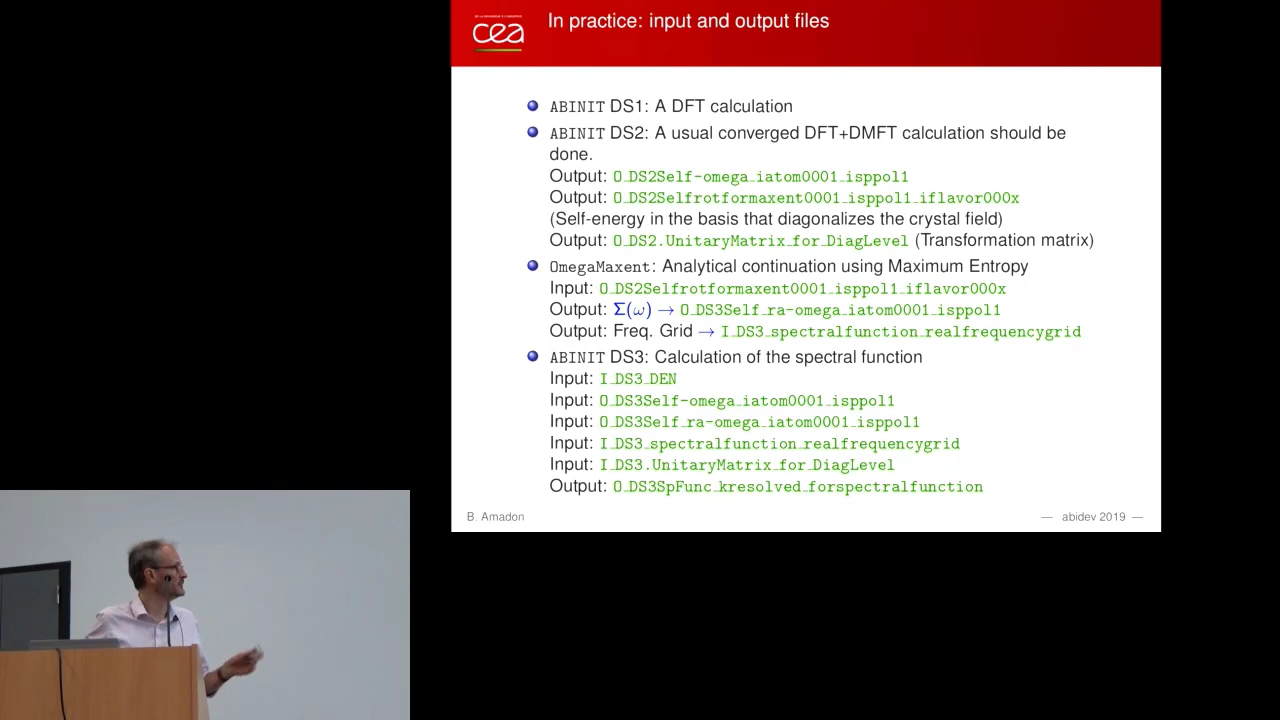 cea
In practice: input and output files
ABINIT DS1: A DFT calculation
ABINIT DS2: A usual converged DFT+DMFT calculation should be
done.
Output: O_DS2Self-omega_iatom0001_isppol1
Output: O_DS2Selfrotformaxent0001_isppol1_iflavor000x
(Self-energy in the basis that diagonalizes the crystal field)
Output: O_DS2.UnitaryMatrix_for_DiagLevel (Transformation matrix)
OmegaMaxent: Analytical continuation using Maximum Entropy
Input: O_DS2Selfrotformaxent0001_isppol1_iflavor000x
Output: Σ(ω) → O_DS3Self_ra-omega_iatom0001_isppol1
Output: Freq. Grid → I_DS3_spectralfunction_realfrequencygrid
ABINIT DS3: Calculation of the spectral function
Input: I_DS3_DEN
Input: O_DS3Self-omega_iatom0001_isppol1
Input: O_DS3Self_ra-omega_iatom0001_isppol1
Input: I_DS3_spectralfunction_realfrequencygrid
Input: I_DS3.UnitaryMatrix_for_DiagLevel
Output: O_DS3SpFunc_kresolved_forspectralfunction
B. Amadon — abidev 2019 —